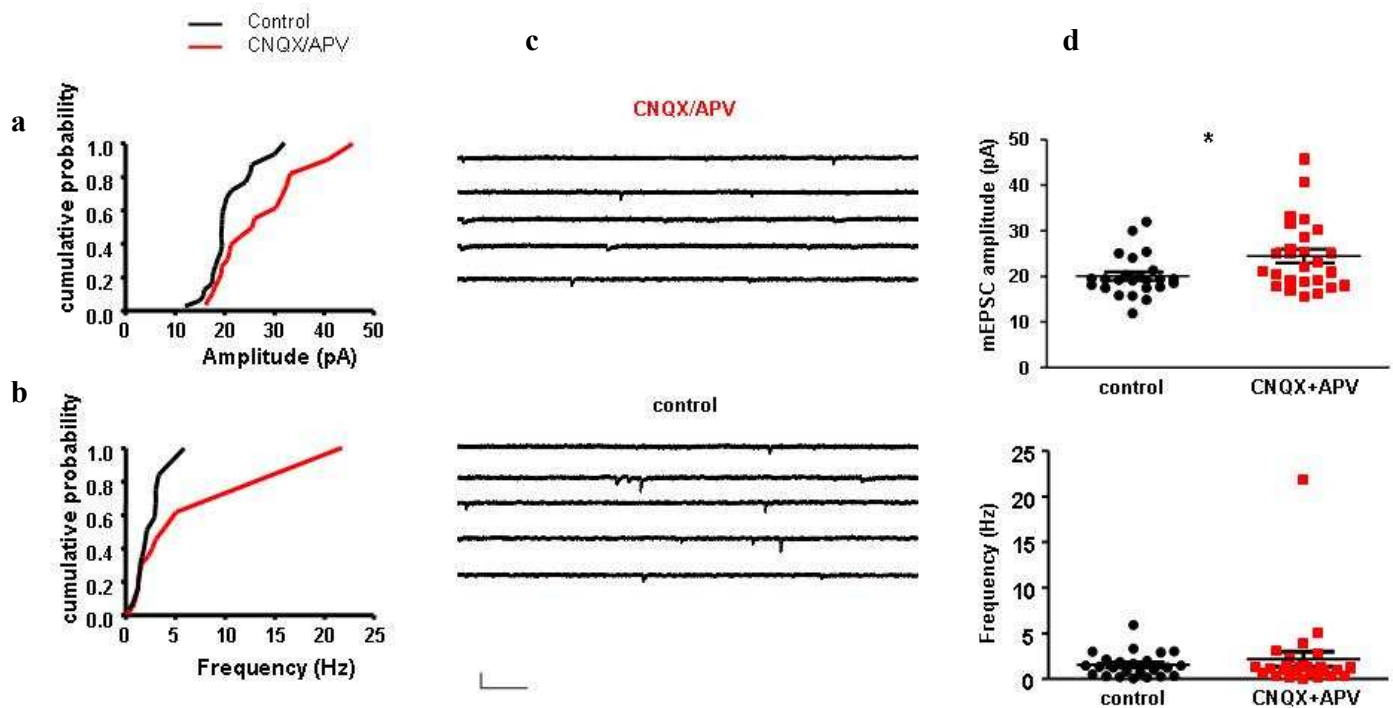 Control
CNQX/APV
a
cumulative probability
1.0
0.8
0.6
0.4
0.2
0.0
0 10 20 30 40 50
Amplitude (pA)
b
cumulative probability
1.0
0.8
0.6
0.4
0.2
0.0
0 5 10 15 20 25
Frequency (Hz)
c
CNQX/APV
control
d
*
mEPSC amplitude (pA)
50
40
30
20
10
0
control CNQX+APV
Frequency (Hz)
25
20
15
10
5
0
control CNQX+APV